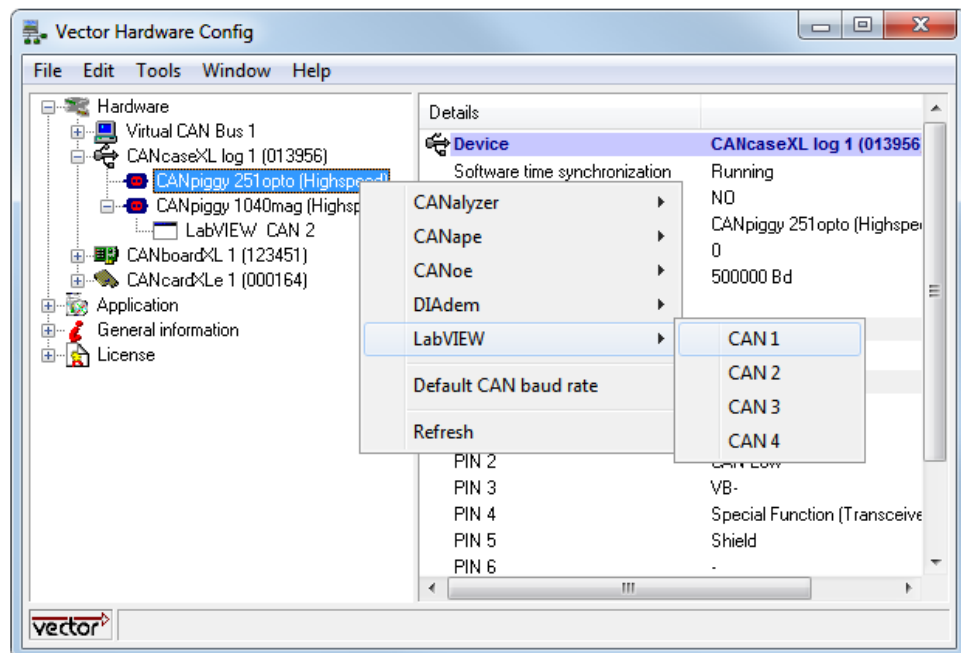 Vector Hardware Config
File Edit Tools Window Help
Hardware
Virtual CAN Bus 1
CANcaseXL log 1 (013956)
CANpiggy 251opto (Highspeed)
CANpiggy 1040mag (Highsp
LabVIEW CAN 2
CANboardXL 1 (123451)
CANcardXLe 1 (000164)
Application
General information
License
Details
Device CANcaseXL log 1 (013956
Software time synchronization Running
NO
CANpiggy 251opto (Highspe
0
500000 Bd
CANalyzer
CANape
CANoe
DIAdem
LabVIEW
Default CAN baud rate
Refresh
CAN 1
CAN 2
CAN 3
CAN 4
PIN 2 CAN Low
PIN 3 VB-
PIN 4 Special Function (Transceive
PIN 5 Shield
PIN 6 -
vector